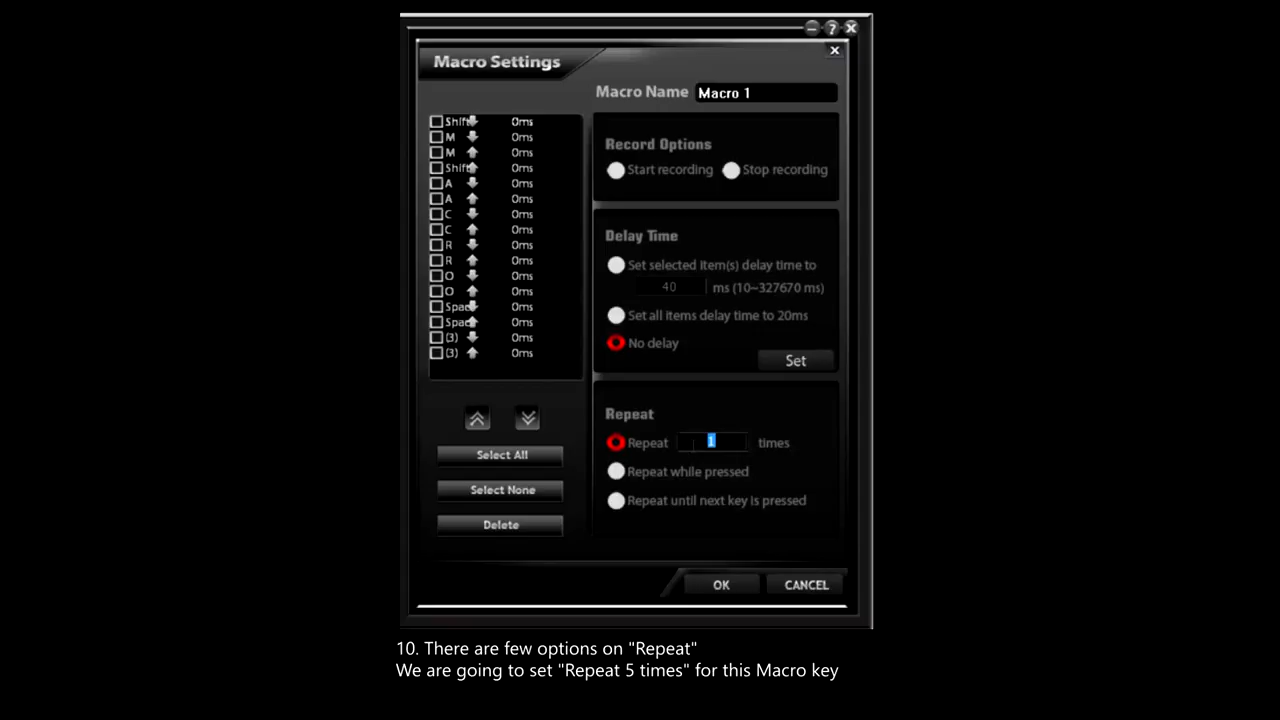 Macro Settings
Macro Name Macro 1
Shift 0ms
M 0ms
M 0ms
Shift 0ms
A 0ms
A 0ms
C 0ms
C 0ms
R 0ms
R 0ms
O 0ms
O 0ms
Spac 0ms
Spac 0ms
(3) 0ms
(3) 0ms
Select All
Select None
Delete
Record Options
Start recording Stop recording
Delay Time
Set selected item(s) delay time to
40 ms (10~327670 ms)
Set all items delay time to 20ms
No delay
Set
Repeat
Repeat 1 times
Repeat while pressed
Repeat until next key is pressed
OK CANCEL
10. There are few options on "Repeat"
We are going to set "Repeat 5 times" for this Macro key